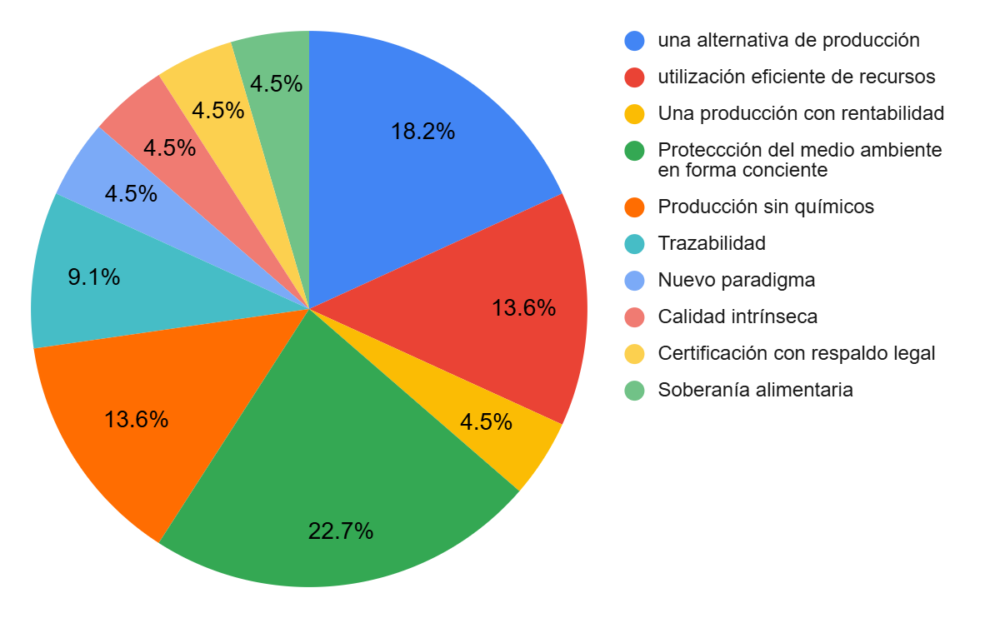 4.5%
4.5%
18.2%
4.5%
4.5%
9.1%
13.6%
4.5%
13.6%
22.7%
una alternativa de producción
utilización eficiente de recursos
Una producción con rentabilidad
Proteccción del medio ambiente
en forma conciente
Producción sin químicos
Trazabilidad
Nuevo paradigma
Calidad intrínseca
Certificación con respaldo legal
Soberanía alimentaria